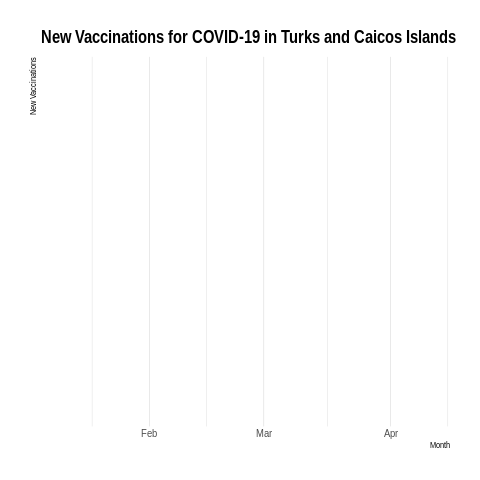 New Vaccinations for COVID-19 in Turks and Caicos Islands
New Vaccinations
Feb Mar Apr
Month